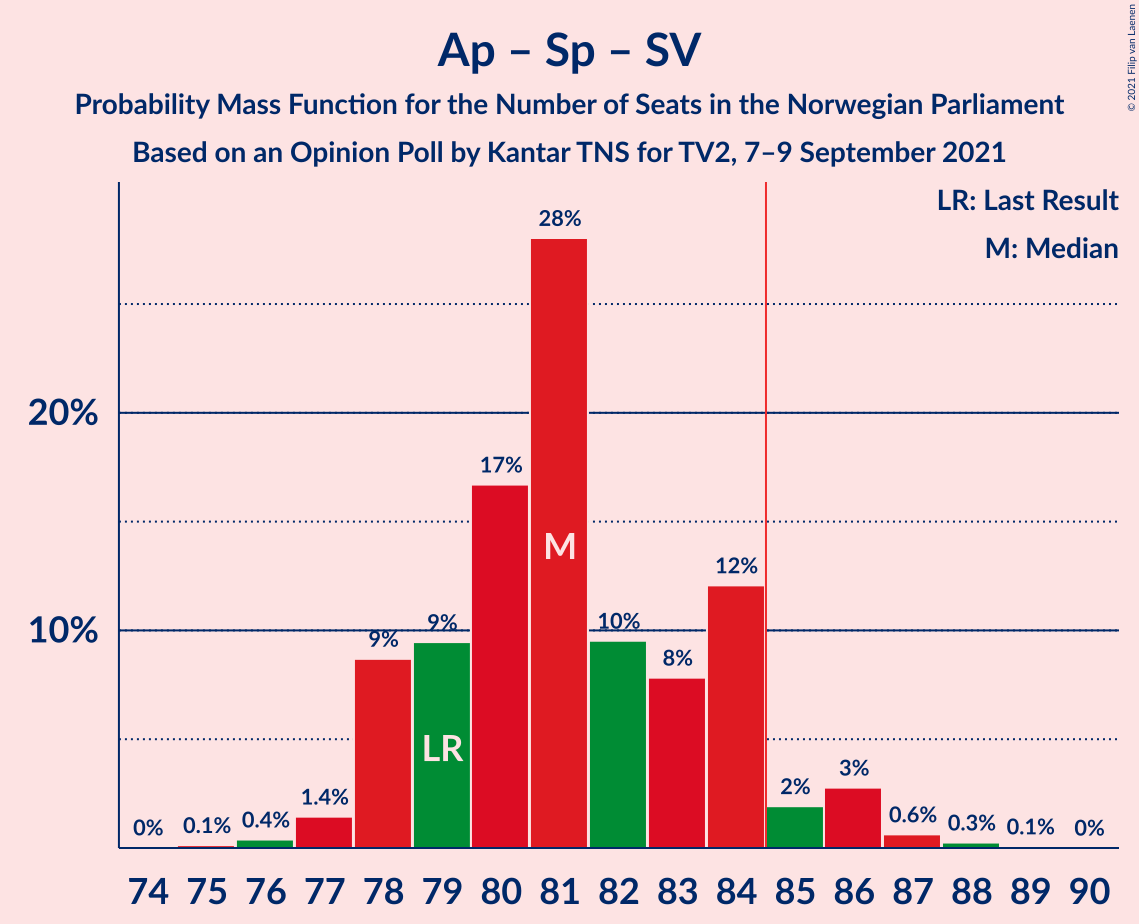 Ap – Sp – SV
Probability Mass Function for the Number of Seats in the Norwegian Parliament
Based on an Opinion Poll by Kantar TNS for TV2, 7–9 September 2021
© 2021 Filip van Laenen
LR: Last Result
M: Median
28%
20%
17%
M
12%
10%
9%
9%
10%
8%
LR
0%
0.1%
0.4%
1.4%
2%
3%
0.6%
0.3%
0.1%
0%
74 75 76 77 78 79 80 81 82 83 84 85 86 87 88 89 90